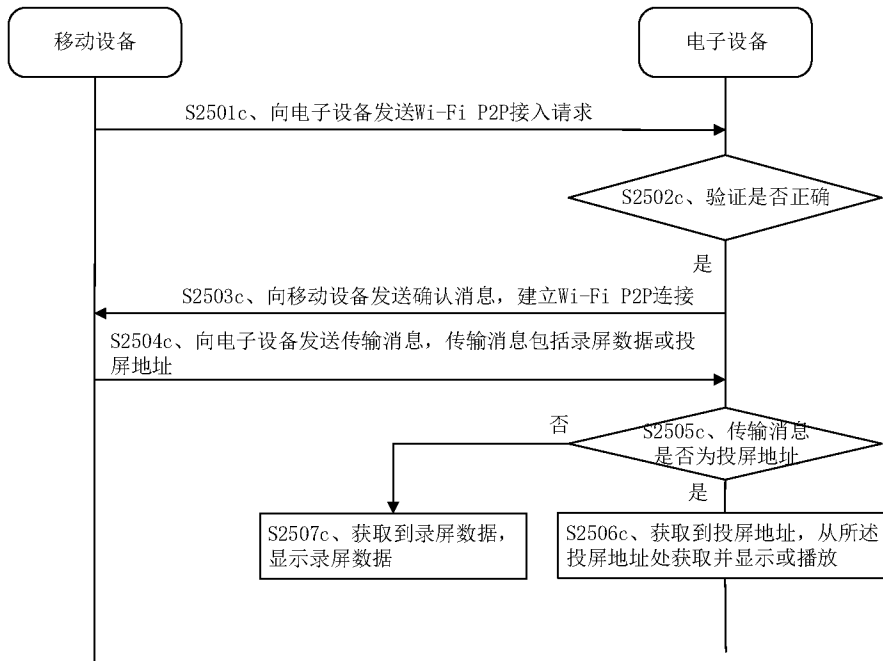 移动设备
电子设备
S2501c、向电子设备发送Wi-Fi P2P接入请求
S2502c、验证是否正确
是
S2503c、向移动设备发送确认消息，建立Wi-Fi P2P连接
S2504c、向电子设备发送传输消息，传输消息包括录屏数据或投
屏地址
否
S2505c、传输消息
是否为投屏地址
是
S2507c、获取到录屏数据，
显示录屏数据
S2506c、获取到投屏地址，从所述
投屏地址处获取并显示或播放